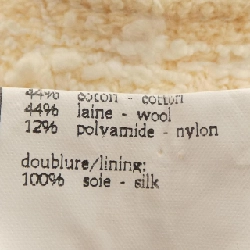 44% coton - cotton
44% laine - wool
12% polyamide - nylon
doublure/lining:
100% soie - silk